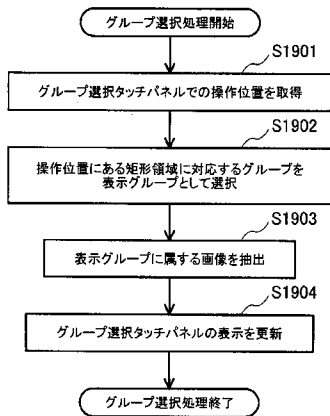 グループ選択処理開始
S1901
グループ選択タッチパネルでの操作位置を取得
S1902
操作位置にある矩形領域に対応するグループを
表示グループとして選択
S1903
表示グループに属する画像を抽出
S1904
グループ選択タッチパネルの表示を更新
グループ選択処理終了